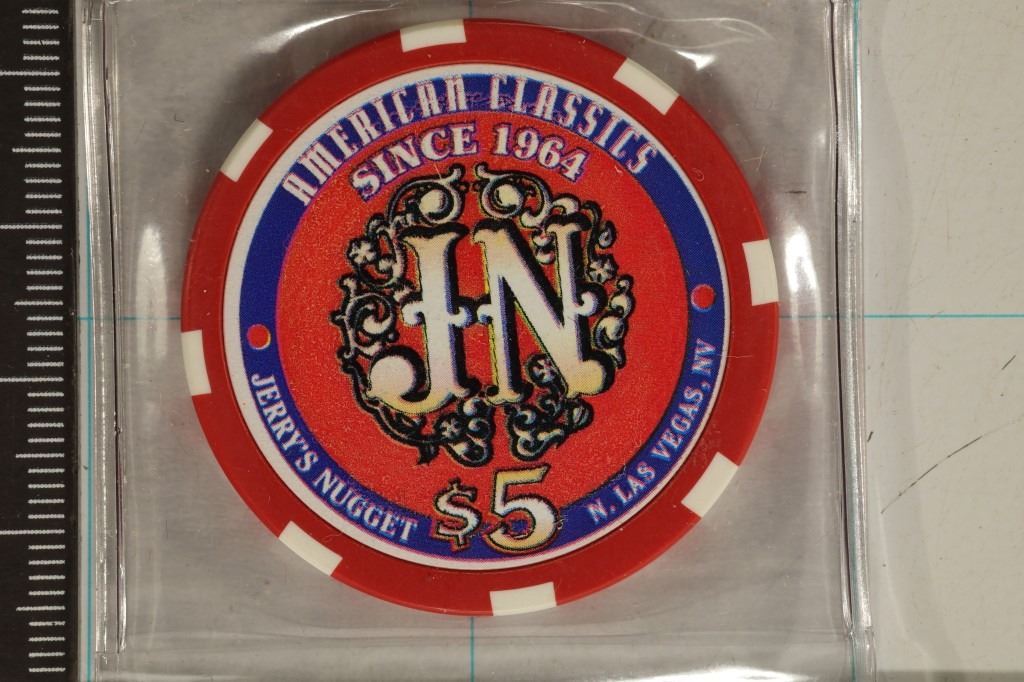 AMERICAN CLASSICS
SINCE 1964
JN
$5
JERRY'S NUGGET
N. LAS VEGAS, NV